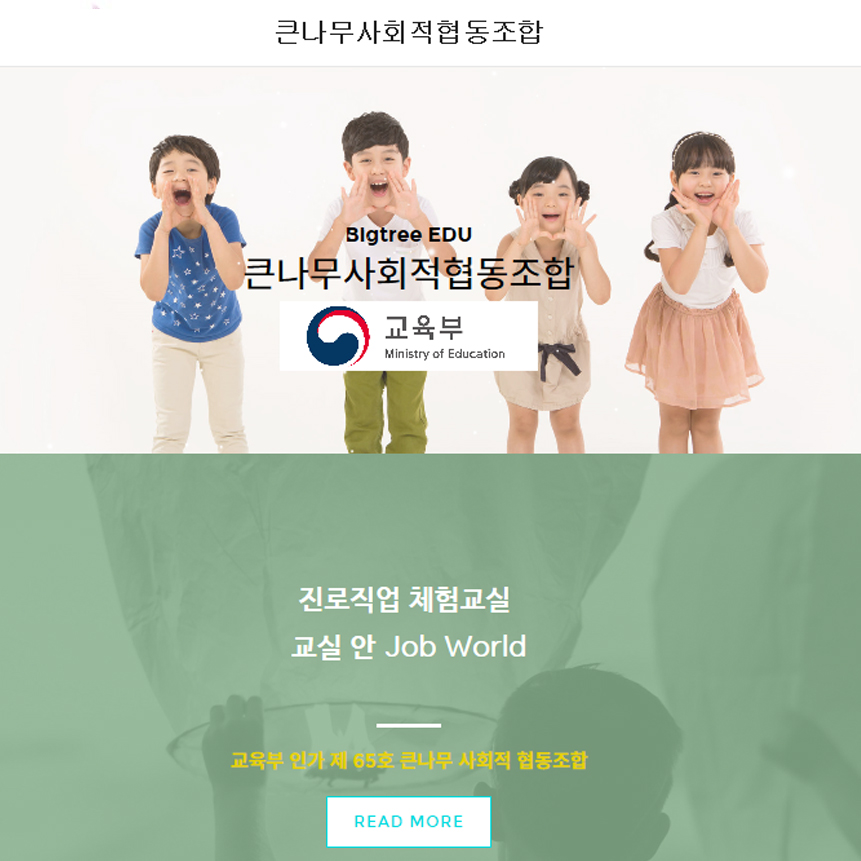 큰나무사회적협동조합
Bigtree EDU
큰나무사회적협동조합
교육부
Ministry of Education
진로직업 체험교실
교실 안 Job World
교육부 인가 제 65호 큰나무 사회적 협동조합
READ MORE